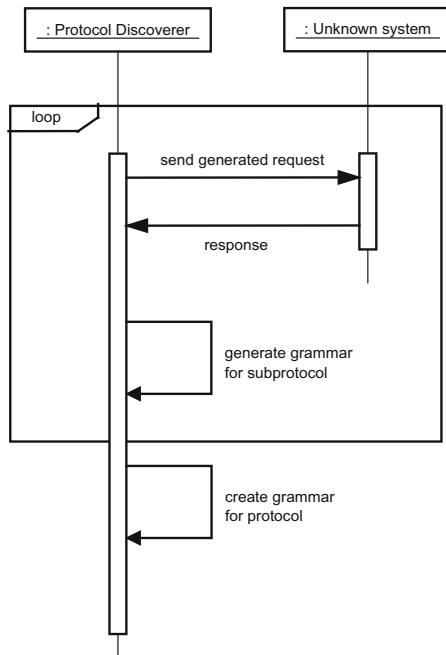 : Protocol Discoverer
: Unknown system
loop
send generated request
response
generate grammar
for subprotocol
create grammar
for protocol